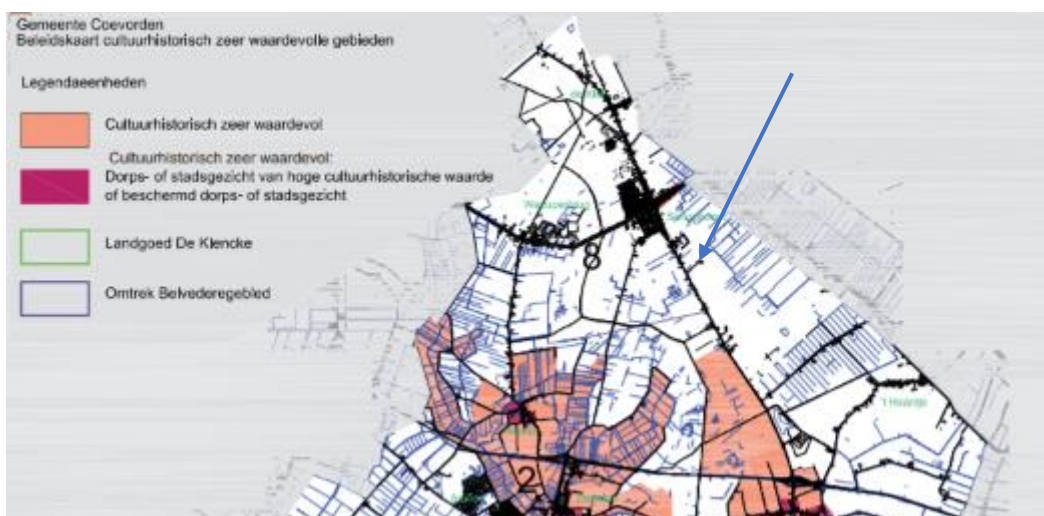 Gemeente Coevorden
Beleidskaart cultuurhistorisch zeer waardevolle gebieden
Legendaeenheden
Cultuurhistorisch zeer waardevol
Cultuurhistorisch zeer waardevol:
Dorps- of stadsgezicht van hoge cultuurhistorische waarde
of beschermd dorps- of stadsgezicht
Landgoed De Klencke
Omtrek Belvederegebied
8
't Haantje
2